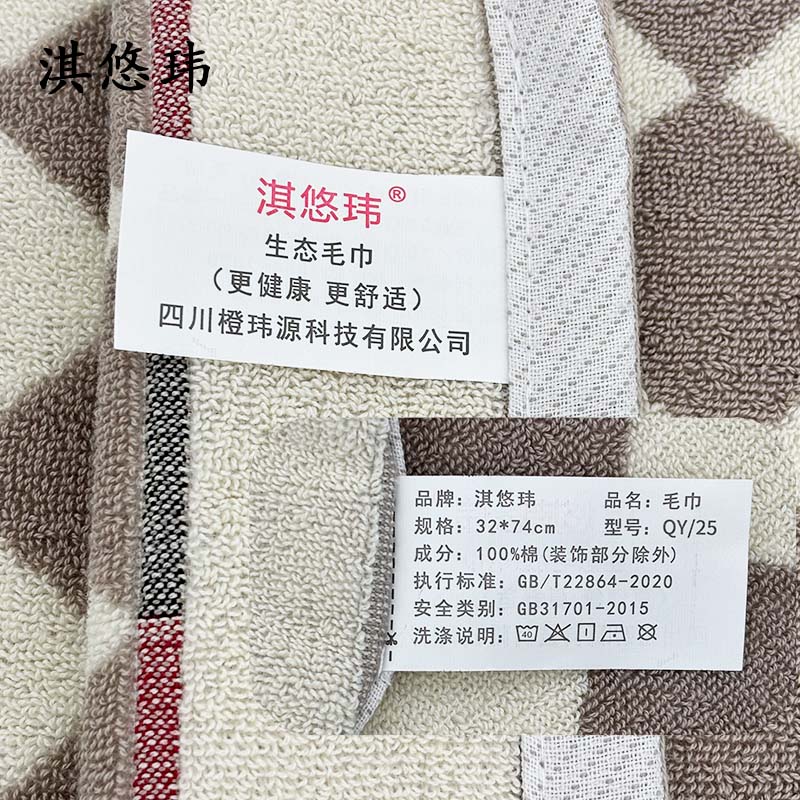 淇悠玮
淇悠玮®
生态毛巾
（更健康 更舒适）
四川橙玮源科技有限公司
品牌：淇悠玮 品名：毛巾
规格：32*74cm 型号：QY/25
成分：100%棉(装饰部分除外)
执行标准：GB/T22864-2020
安全类别：GB31701-2015
洗涤说明： 40